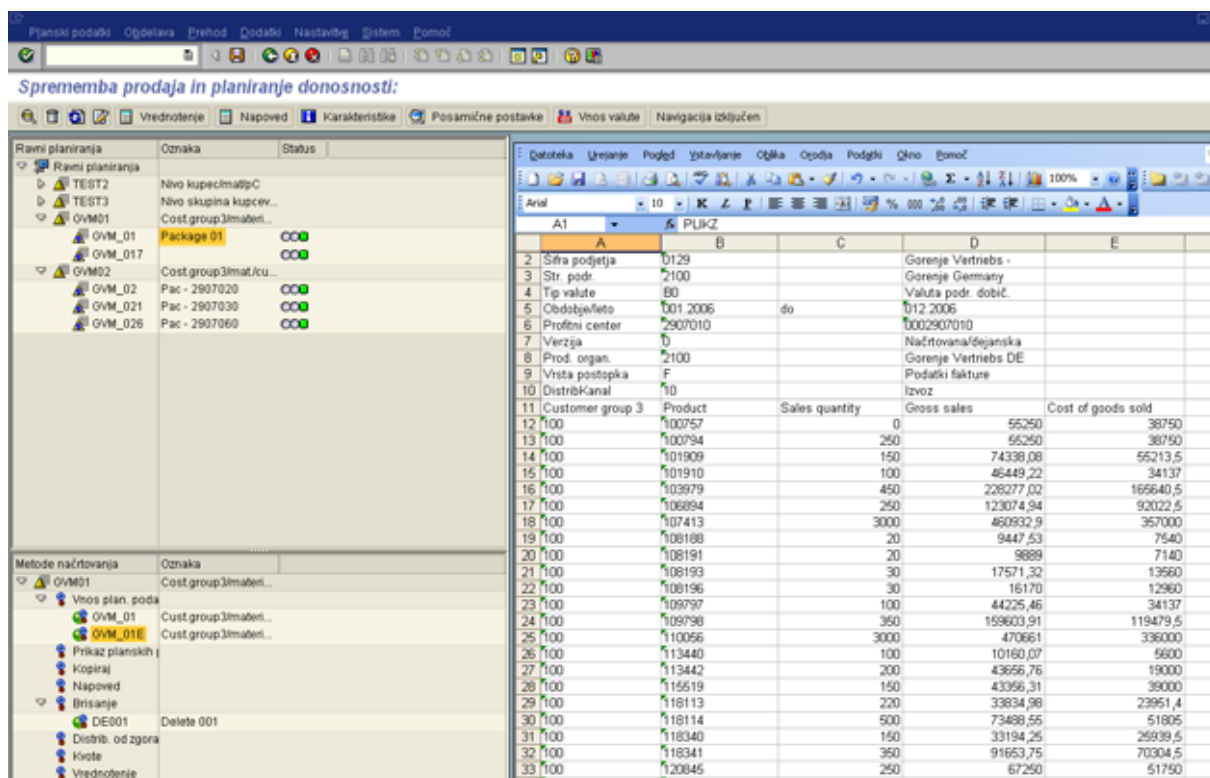 Planski podatki Obdelava Prehod Dodatki Nastavitve Sistem Pomoč
Sprememba prodaja in planiranje donosnosti:
Vrednotenje Napoved Karakteristike Posamične postavke Vnos valute Navigacija izključen
Ravni planiranja Oznaka Status
Ravni planiranja
TEST2 Nivo kupec/mat/pC
TEST3 Nivo skupina kupcev...
GVM01 Cost.group3/materi...
GVM_01 Package 01
GVM_017
GVM02 Cost.group3/mat./cu...
GVM_02 Pac - 2907020
GVM_021 Pac - 2907030
GVM_026 Pac - 2907060
Metode načrtovanja Oznaka
GVM01 Cost.group3/materi...
Vnos plan. poda
GVM_01 Cust.group3/materi...
GVM_01E Cust.group3/materi...
Prikaz planskih p
Kopiraj
Napoved
Brisanje
DE001 Delete 001
Distrib. od zgora
Kvote
Vrednotenje
Datoteka Urejanje Pogled Vstavljanje Oblika Orodja Podatki Okno Pomoč
100%
Arial 10 K L P % 000
A1 fx PLIKZ
A B C D E
2 Šifra podjetja 0129 Gorenje Vertriebs -
3 Str. podr. 2100 Gorenje Germany
4 Tip valute B0 Valuta podr. dobič.
5 Obdobje/leto 001.2006 do 012.2006
6 Profitni center 2907010 0002907010
7 Verzija 0 Načrtovana/dejanska
8 Prod. organ. 2100 Gorenje Vertriebs DE
9 Vrsta postopka F Podatki fakture
10 DistribKanal 10 Izvoz
11 Customer group 3 Product Sales quantity Gross sales Cost of goods sold
12 100 100757 0 55250 38750
13 100 100794 250 55250 38750
14 100 101909 150 74338,08 55213,5
15 100 101910 100 46449,22 34137
16 100 103979 450 228277,02 165640,5
17 100 106894 250 123074,94 92022,5
18 100 107413 3000 460932,9 357000
19 100 108188 20 9447,53 7540
20 100 108191 20 9889 7140
21 100 108193 30 17571,32 13560
22 100 108196 30 16170 12960
23 100 109797 100 44225,46 34137
24 100 109798 350 159603,91 119479,5
25 100 110056 3000 470661 336000
26 100 113440 100 10160,07 5600
27 100 113442 200 43656,76 19000
28 100 115519 150 43356,31 39000
29 100 118113 220 33834,98 23951,4
30 100 118114 500 73488,55 51805
31 100 118340 150 33194,25 25939,5
32 100 118341 350 91653,75 70304,5
33 100 120845 250 67250 51750